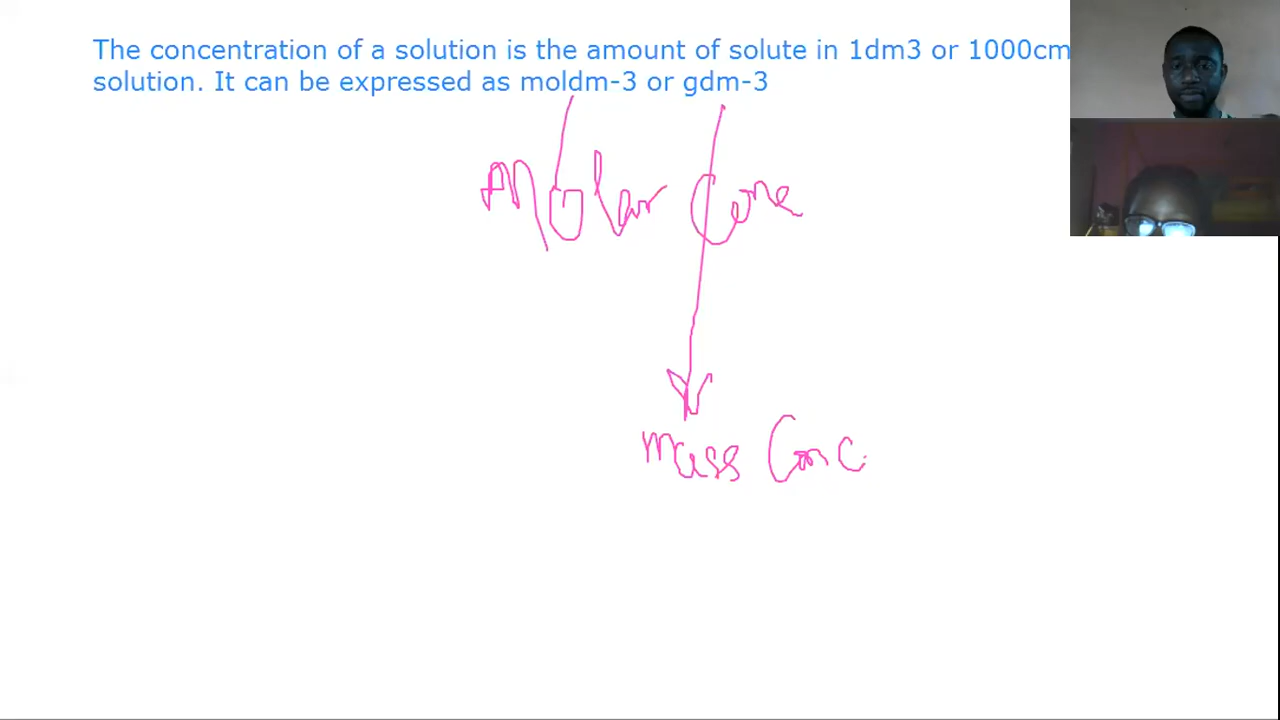 The concentration of a solution is the amount of solute in 1dm3 or 1000cm
solution. It can be expressed as moldm-3 or gdm-3
Molar Conc
mass Conc